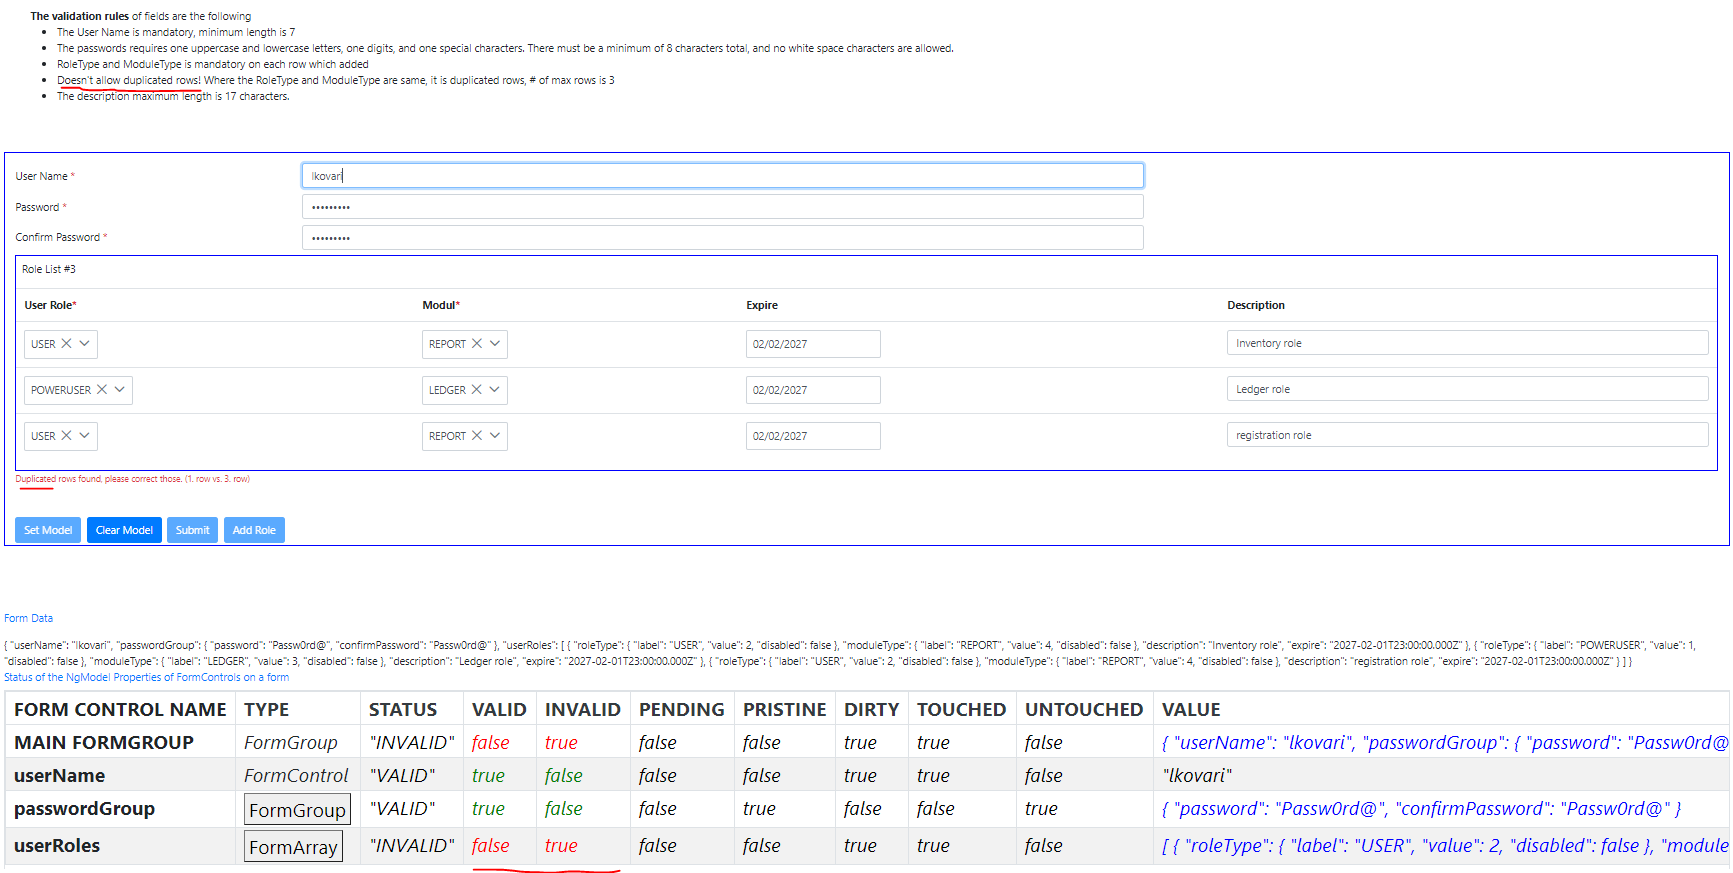 The validation rules of fields are the following
• The User Name is mandatory, minimum length is 7
• The passwords requires one uppercase and lowercase letters, one digits, and one special characters. There must be a minimum of 8 characters total, and no white space characters are allowed.
• RoleType and ModuleType is mandatory on each row which added
• Doesn't allow duplicated rows! Where the RoleType and ModuleType are same, it is duplicated rows, # of max rows is 3
• The description maximum length is 17 characters.
User Name * lkovari
Password * •••••••••
Confirm Password * •••••••••
Role List #3
User Role* Modul* Expire Description
USER REPORT 02/02/2027 Inventory role
POWERUSER LEDGER 02/02/2027 Ledger role
USER REPORT 02/02/2027 registration role
Duplicated rows found, please correct those. (1. row vs. 3. row)
Set Model Clear Model Submit Add Role
Form Data
{ "userName": "lkovari", "passwordGroup": { "password": "Passw0rd@", "confirmPassword": "Passw0rd@" }, "userRoles": [ { "roleType": { "label": "USER", "value": 2, "disabled": false }, "moduleType": { "label": "REPORT", "value": 4, "disabled": false }, "description": "Inventory role", "expire": "2027-02-01T23:00:00.000Z" }, { "roleType": { "label": "POWERUSER", "value": 1,
"disabled": false }, "moduleType": { "label": "LEDGER", "value": 3, "disabled": false }, "description": "Ledger role", "expire": "2027-02-01T23:00:00.000Z" }, { "roleType": { "label": "USER", "value": 2, "disabled": false }, "moduleType": { "label": "REPORT", "value": 4, "disabled": false }, "description": "registration role", "expire": "2027-02-01T23:00:00.000Z" } ] }
Status of the NgModel Properties of FormControls on a form
FORM CONTROL NAME TYPE STATUS VALID INVALID PENDING PRISTINE DIRTY TOUCHED UNTOUCHED VALUE
MAIN FORMGROUP FormGroup "INVALID" false true false false true true false { "userName": "lkovari", "passwordGroup": { "password": "Passw0rd@
userName FormControl "VALID" true false false false true true false "lkovari"
passwordGroup FormGroup "VALID" true false false true false false true { "password": "Passw0rd@", "confirmPassword": "Passw0rd@" }
userRoles FormArray "INVALID" false true false false true true false [ { "roleType": { "label": "USER", "value": 2, "disabled": false }, "module